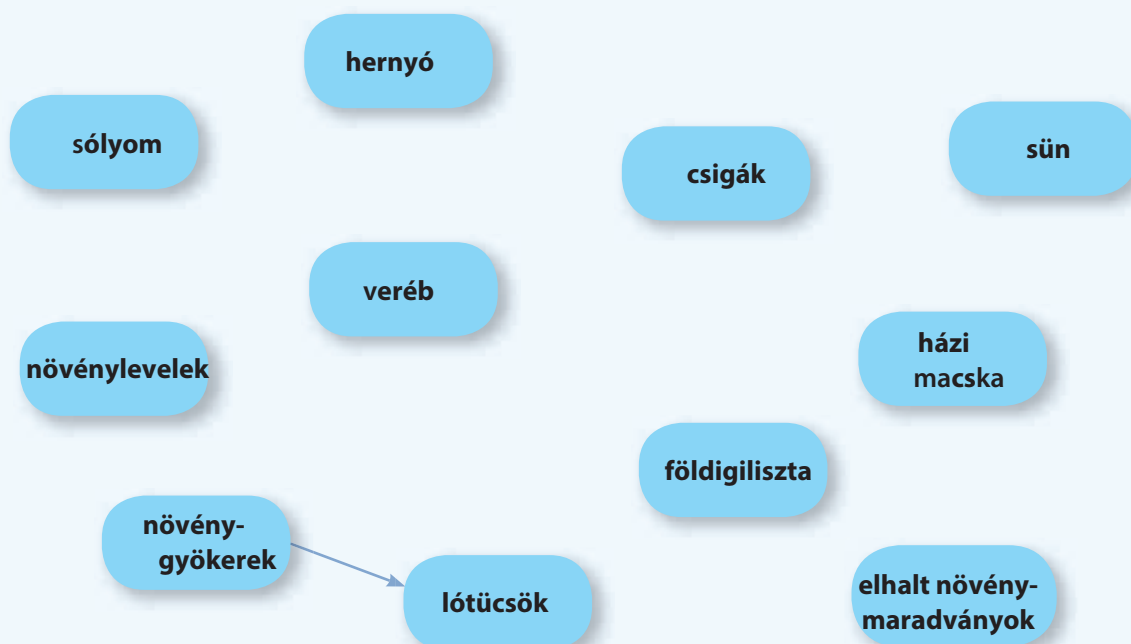 hernyó
sólyom
csigák
sün
veréb
növénylevelek
házi
macska
földigiliszta
növény-
gyökerek
lótücsök
elhalt növény-
maradványok